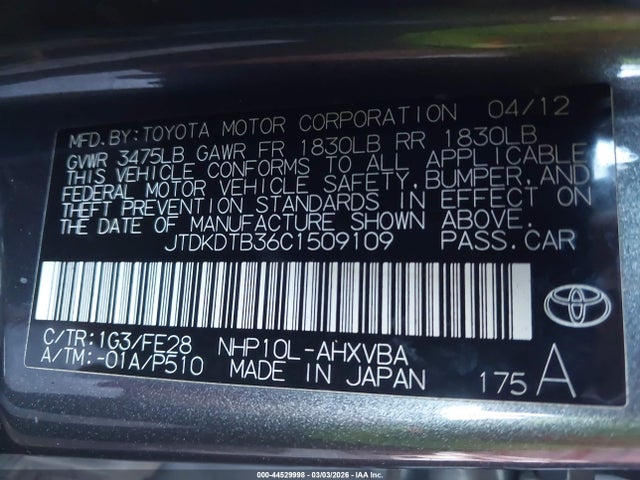 MFD.BY:TOYOTA MOTOR CORPORATION 04/12
GVWR 3475LB GAWR FR 1830LB RR 1830LB
THIS VEHICLE CONFORMS TO ALL APPLICABLE
FEDERAL MOTOR VEHICLE SAFETY,BUMPER,AND
THEFT PREVENTION STANDARDS IN EFFECT ON
THE DATE OF MANUFACTURE SHOWN ABOVE.
JTDKDTB36C1509109 PASS.CAR
C/TR:1G3/FE28 NHP10L-AHXVBA
A/TM:-01A/P510 MADE IN JAPAN 175 A
000-44529998 | 03/03/2026 | IAA Inc.